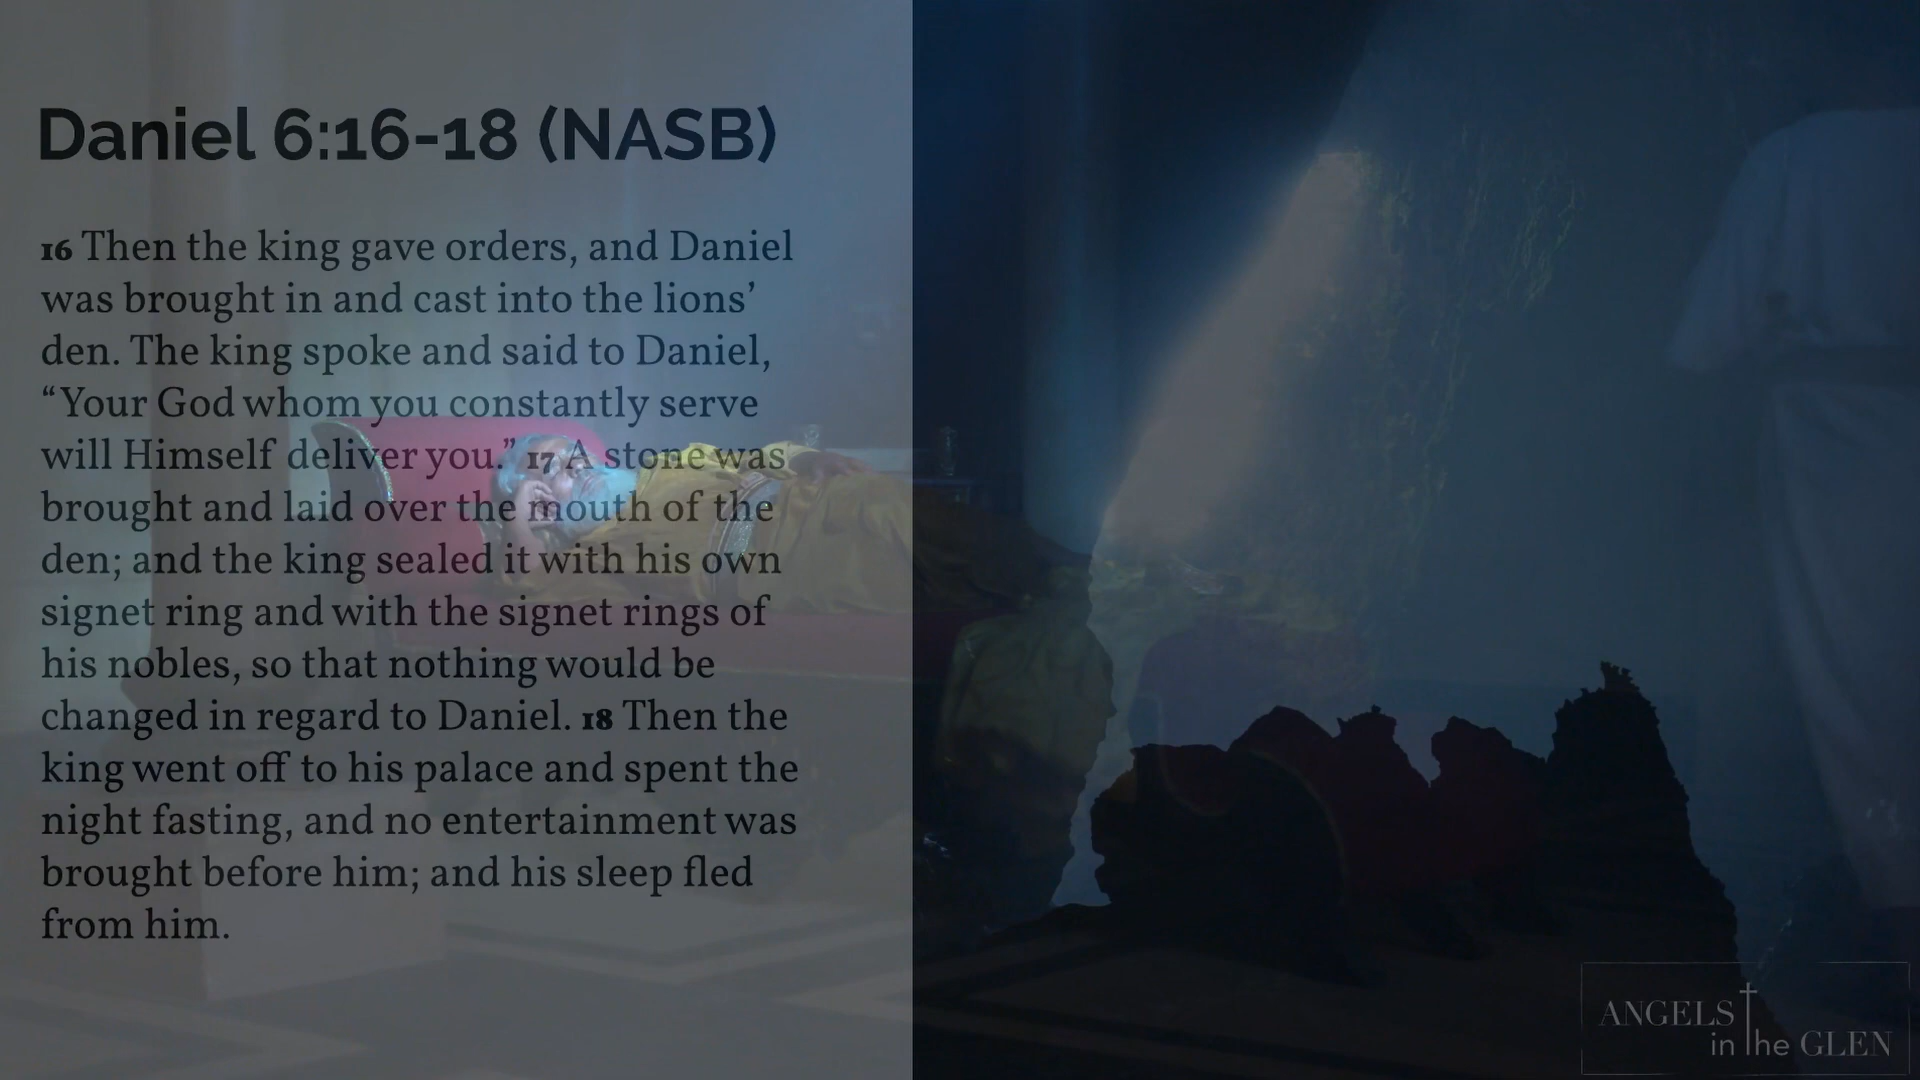 Daniel 6:16-18 (NASB)
16 Then the king gave orders, and Daniel
was brought in and cast into the lions’
den. The king spoke and said to Daniel,
“Your God whom you constantly serve
will Himself deliver you.” 17 A stone was
brought and laid over the mouth of the
den; and the king sealed it with his own
signet ring and with the signet rings of
his nobles, so that nothing would be
changed in regard to Daniel. 18 Then the
king went off to his palace and spent the
night fasting, and no entertainment was
brought before him; and his sleep fled
from him.
ANGELS
in the GLEN